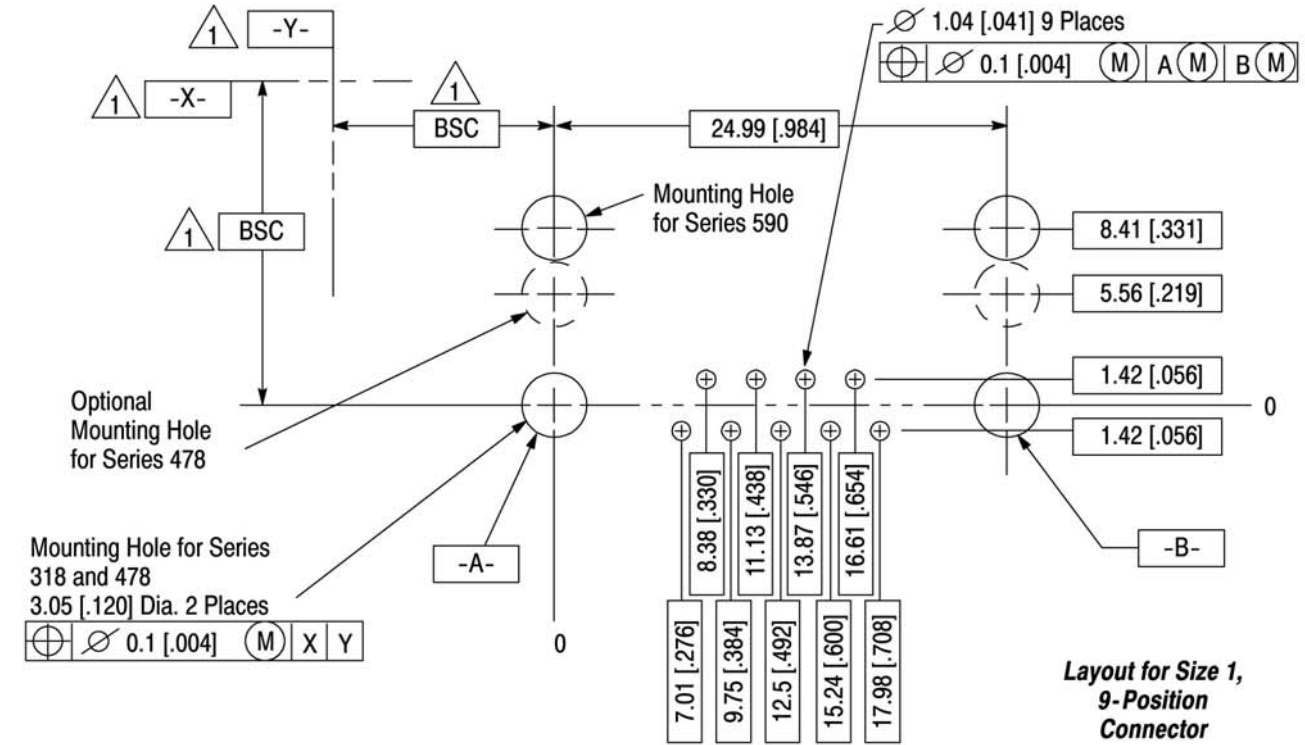 1
-Y-
⌀ 1.04 [.041] 9 Places
⌖ ⌀ 0.1 [.004] Ⓜ A Ⓜ B Ⓜ
1
-X-
1
BSC
24.99 [.984]
Mounting Hole
for Series 590
1
BSC
8.41 [.331]
5.56 [.219]
1.42 [.056]
0
1.42 [.056]
Optional
Mounting Hole
for Series 478
8.38 [.330]
11.13 [.438]
13.87 [.546]
16.61 [.654]
Mounting Hole for Series
318 and 478
3.05 [.120] Dia. 2 Places
⌖ ⌀ 0.1 [.004] Ⓜ X Y
-A-
-B-
0
7.01 [.276]
9.75 [.384]
12.5 [.492]
15.24 [.600]
17.98 [.708]
Layout for Size 1,
9-Position
Connector